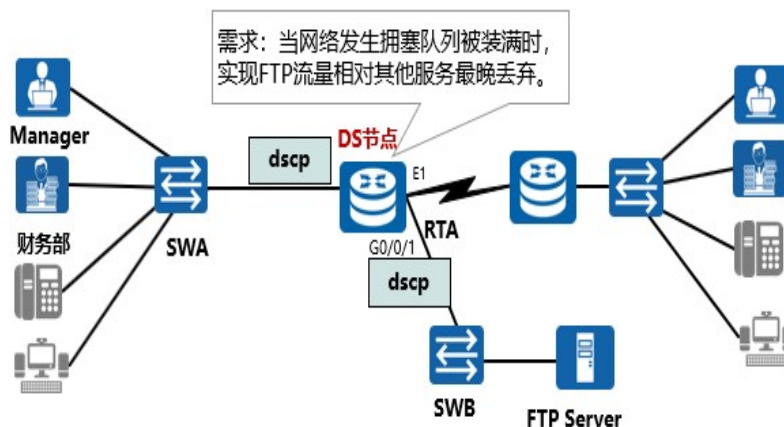 需求：当网络发生拥塞队列被装满时，
实现FTP流量相对其他服务最晚丢弃。
Manager
DS节点
dscp
E1
财务部
SWA
RTA
G0/0/1
dscp
SWB
FTP Server